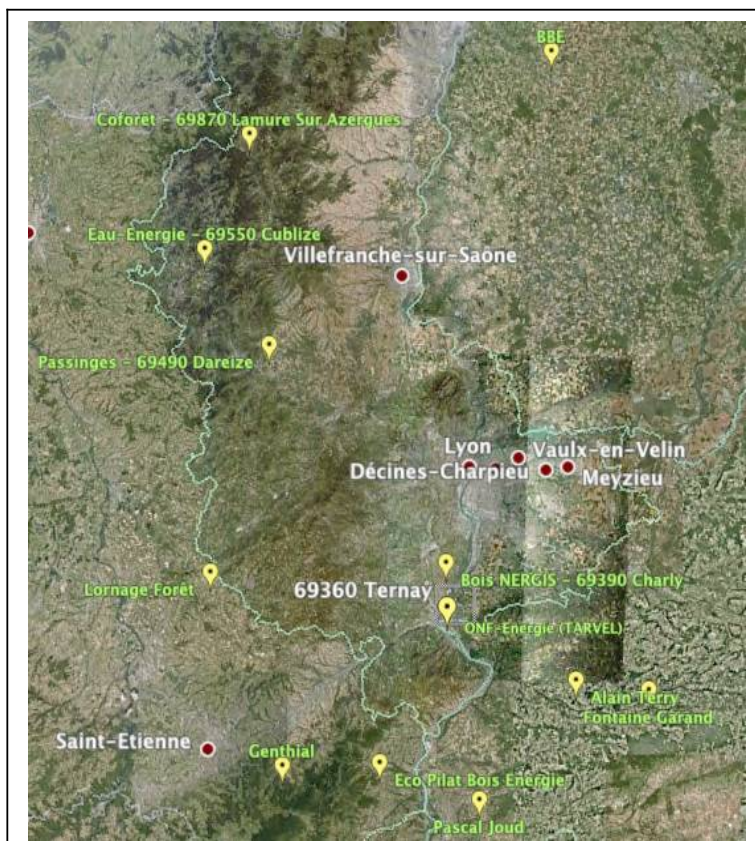 BBE
Coforêt - 69870 Lamure Sur Azergues
Eau-Energie - 69550 Cublize
Villefranche-sur-Saône
Passinges - 69490 Dareize
Lyon
Vaulx-en-Velin
Décines-Charpieu
Meyzieu
Lornage Forêt
Bois NERGIS - 69390 Charly
69360 Ternay
ONF-Energie (TARVEL)
Alain Terry
Fontaine Garand
Saint-Etienne
Genthial
Eco Pilat Bois Energie
Pascal Joud